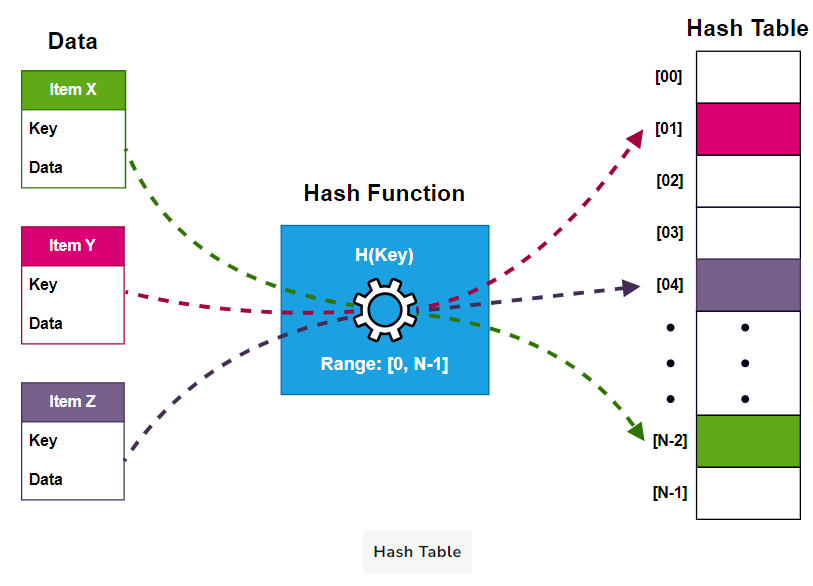 Data
Item X
Key
Data
Item Y
Key
Data
Item Z
Key
Data
Hash Function
H(Key)
Range: [0, N-1]
Hash Table
[00]
[01]
[02]
[03]
[04]
[N-2]
[N-1]
Hash Table